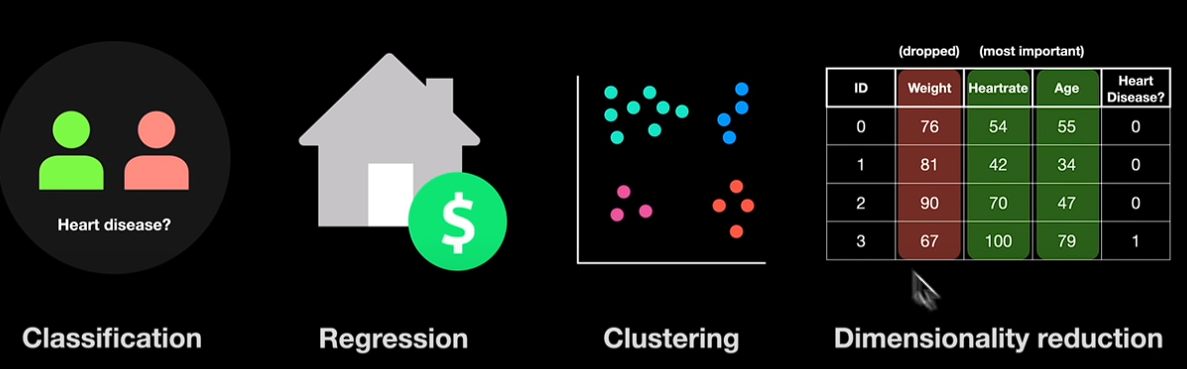 Heart disease?
Classification
$
Regression
Clustering
(dropped) (most important)
ID Weight Heartrate Age Heart Disease?
0 76 54 55 0
1 81 42 34 0
2 90 70 47 0
3 67 100 79 1
Dimensionality reduction